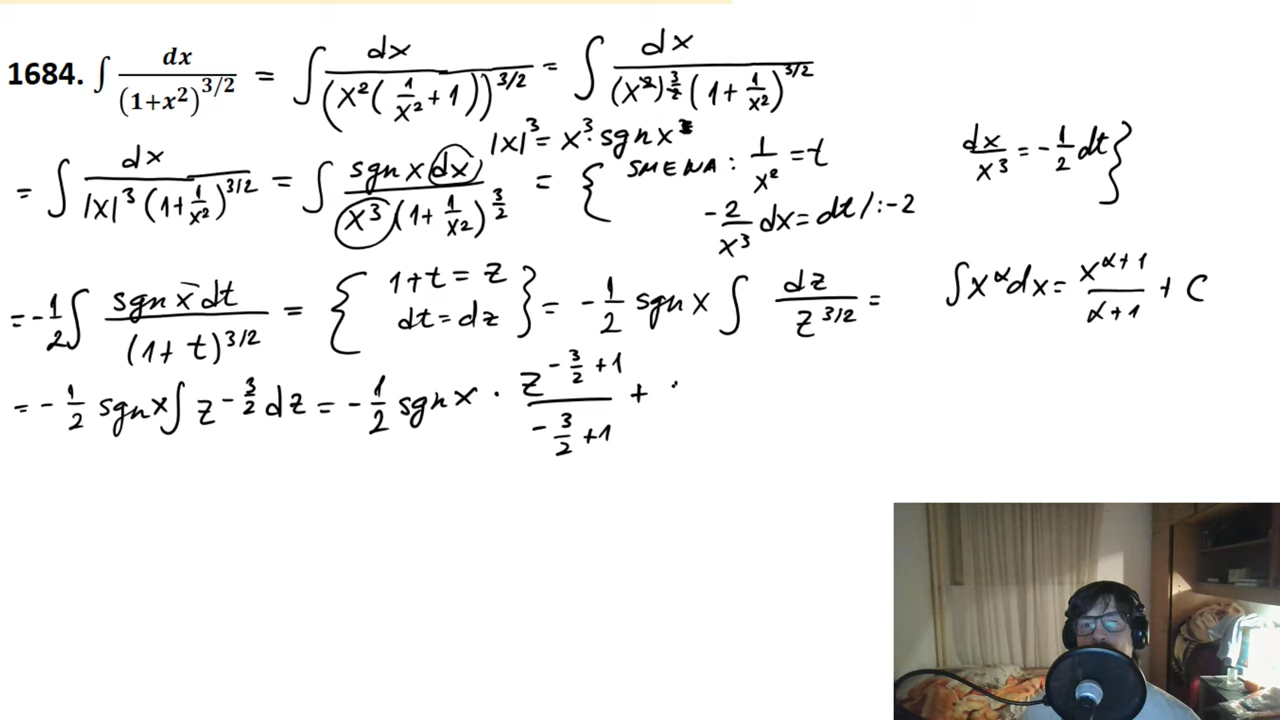 1684. ∫ dx/(1+x²)^3/2 = ∫ dx/(x²(1/x²+1))^3/2 = ∫ dx/(x²)^3/2 (1+1/x²)^3/2
|x|³ = x³·sgn x
= ∫ dx/|x|³(1+1/x²)^3/2 = ∫ sgn x dx/x³(1+1/x²)^3/2 = { SMENA: 1/x² = t
-2/x³ dx = dt /:-2
dx/x³ = -1/2 dt }
= -1/2 ∫ sgn x dt/(1+t)^3/2 = { 1+t = z
dt = dz } = -1/2 sgn x ∫ dz/z^3/2 =
∫x^α dx = x^(α+1)/(α+1) + C
= -1/2 sgn x ∫ z^-3/2 dz = -1/2 sgn x · z^(-3/2+1)/(-3/2+1) +